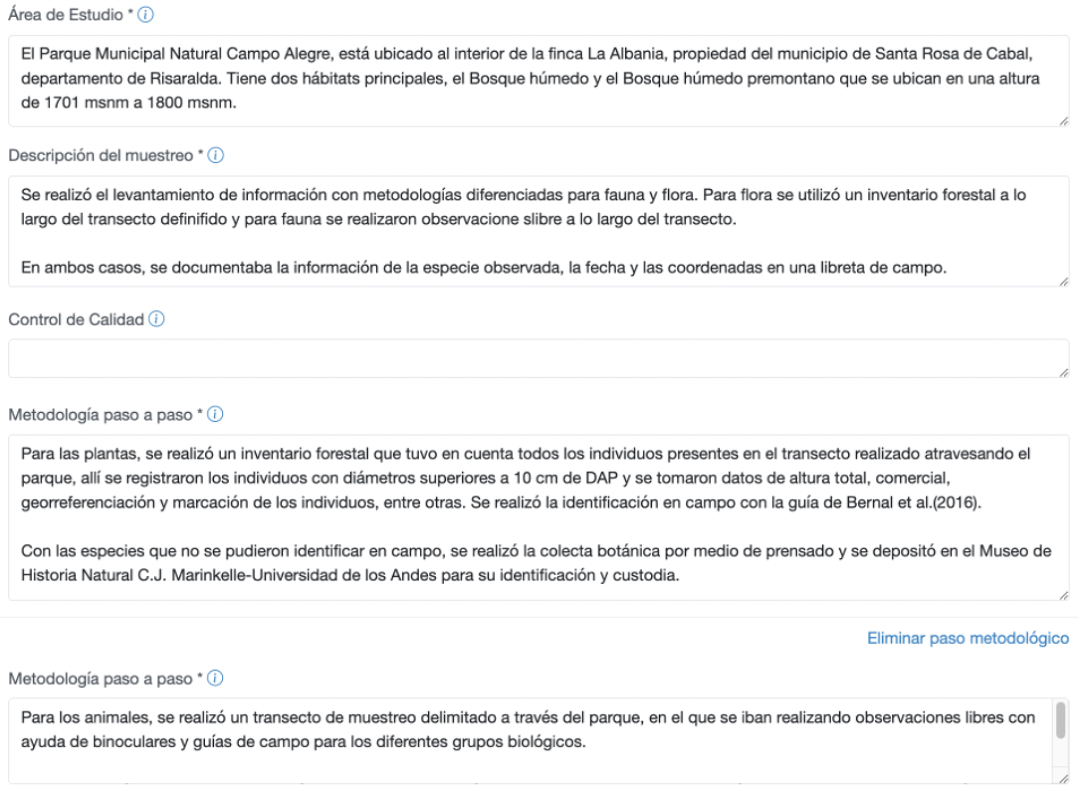 Área de Estudio *
El Parque Municipal Natural Campo Alegre, está ubicado al interior de la finca La Albania, propiedad del municipio de Santa Rosa de Cabal,
departamento de Risaralda. Tiene dos hábitats principales, el Bosque húmedo y el Bosque húmedo premontano que se ubican en una altura
de 1701 msnm a 1800 msnm.
Descripción del muestreo *
Se realizó el levantamiento de información con metodologías diferenciadas para fauna y flora. Para flora se utilizó un inventario forestal a lo
largo del transecto definifido y para fauna se realizaron observacione slibre a lo largo del transecto.
En ambos casos, se documentaba la información de la especie observada, la fecha y las coordenadas en una libreta de campo.
Control de Calidad
Metodología paso a paso *
Para las plantas, se realizó un inventario forestal que tuvo en cuenta todos los individuos presentes en el transecto realizado atravesando el
parque, allí se registraron los individuos con diámetros superiores a 10 cm de DAP y se tomaron datos de altura total, comercial,
georreferenciación y marcación de los individuos, entre otras. Se realizó la identificación en campo con la guía de Bernal et al.(2016).
Con las especies que no se pudieron identificar en campo, se realizó la colecta botánica por medio de prensado y se depositó en el Museo de
Historia Natural C.J. Marinkelle-Universidad de los Andes para su identificación y custodia.
Eliminar paso metodológico
Metodología paso a paso *
Para los animales, se realizó un transecto de muestreo delimitado a través del parque, en el que se iban realizando observaciones libres con
ayuda de binoculares y guías de campo para los diferentes grupos biológicos.